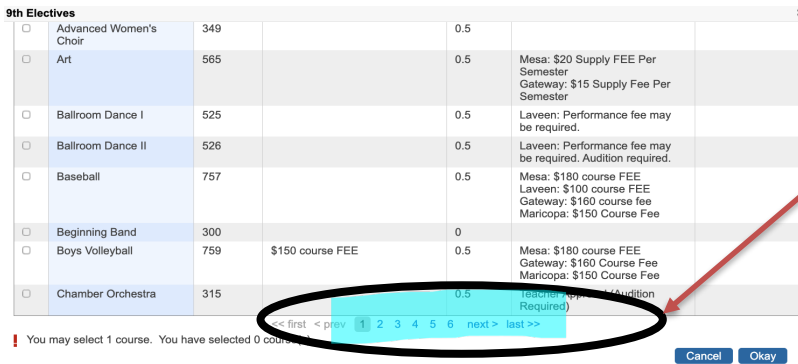 9th Electives
Advanced Women's 349 0.5
Choir
Art 565 0.5 Mesa: $20 Supply FEE Per
Semester
Gateway: $15 Supply Fee Per
Semester
Ballroom Dance I 525 0.5 Laveen: Performance fee may
be required.
Ballroom Dance II 526 0.5 Laveen: Performance fee may
be required. Audition required.
Baseball 757 0.5 Mesa: $180 course FEE
Laveen: $100 course FEE
Gateway: $160 course fee
Maricopa: $150 Course Fee
Beginning Band 300 0
Boys Volleyball 759 $150 course FEE 0.5 Mesa: $180 course FEE
Gateway: $160 Course Fee
Maricopa: $150 Course Fee
Chamber Orchestra 315 0.5 Teacher Approval (Audition
Required)
<< first < prev 1 2 3 4 5 6 next > last >>
! You may select 1 course. You have selected 0 course(s).
Cancel Okay